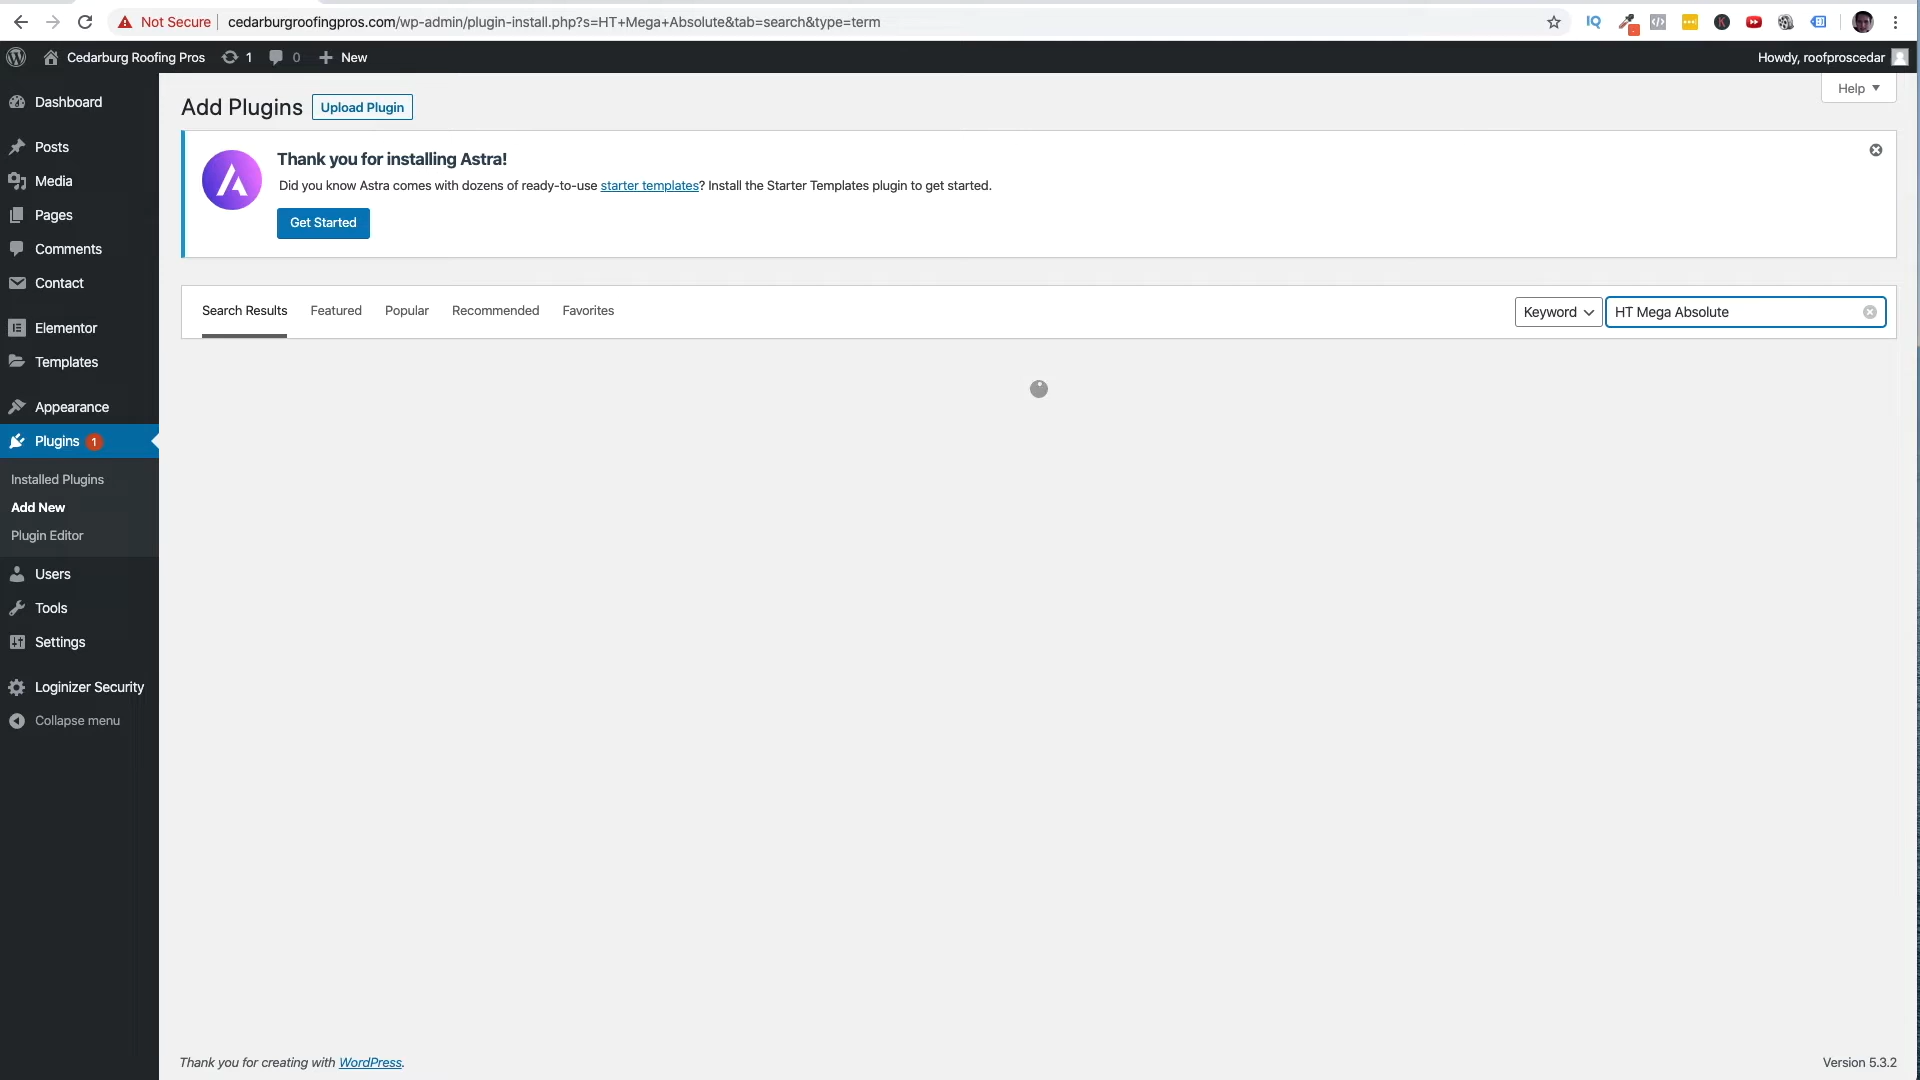 Not Secure cedarburgroofingpros.com/wp-admin/plugin-install.php?s=HT+Mega+Absolute&tab=search&type=term
IQ
K
Cedarburg Roofing Pros 1 0 New Howdy, roofproscedar
Help
Dashboard
Posts
Media
Pages
Comments
Contact
Elementor
Templates
Appearance
Plugins 1
Installed Plugins
Add New
Plugin Editor
Users
Tools
Settings
Loginizer Security
Collapse menu
Add Plugins Upload Plugin
Thank you for installing Astra!
Did you know Astra comes with dozens of ready-to-use starter templates? Install the Starter Templates plugin to get started.
Get Started
Search Results Featured Popular Recommended Favorites Keyword HT Mega Absolute
Thank you for creating with WordPress. Version 5.3.2